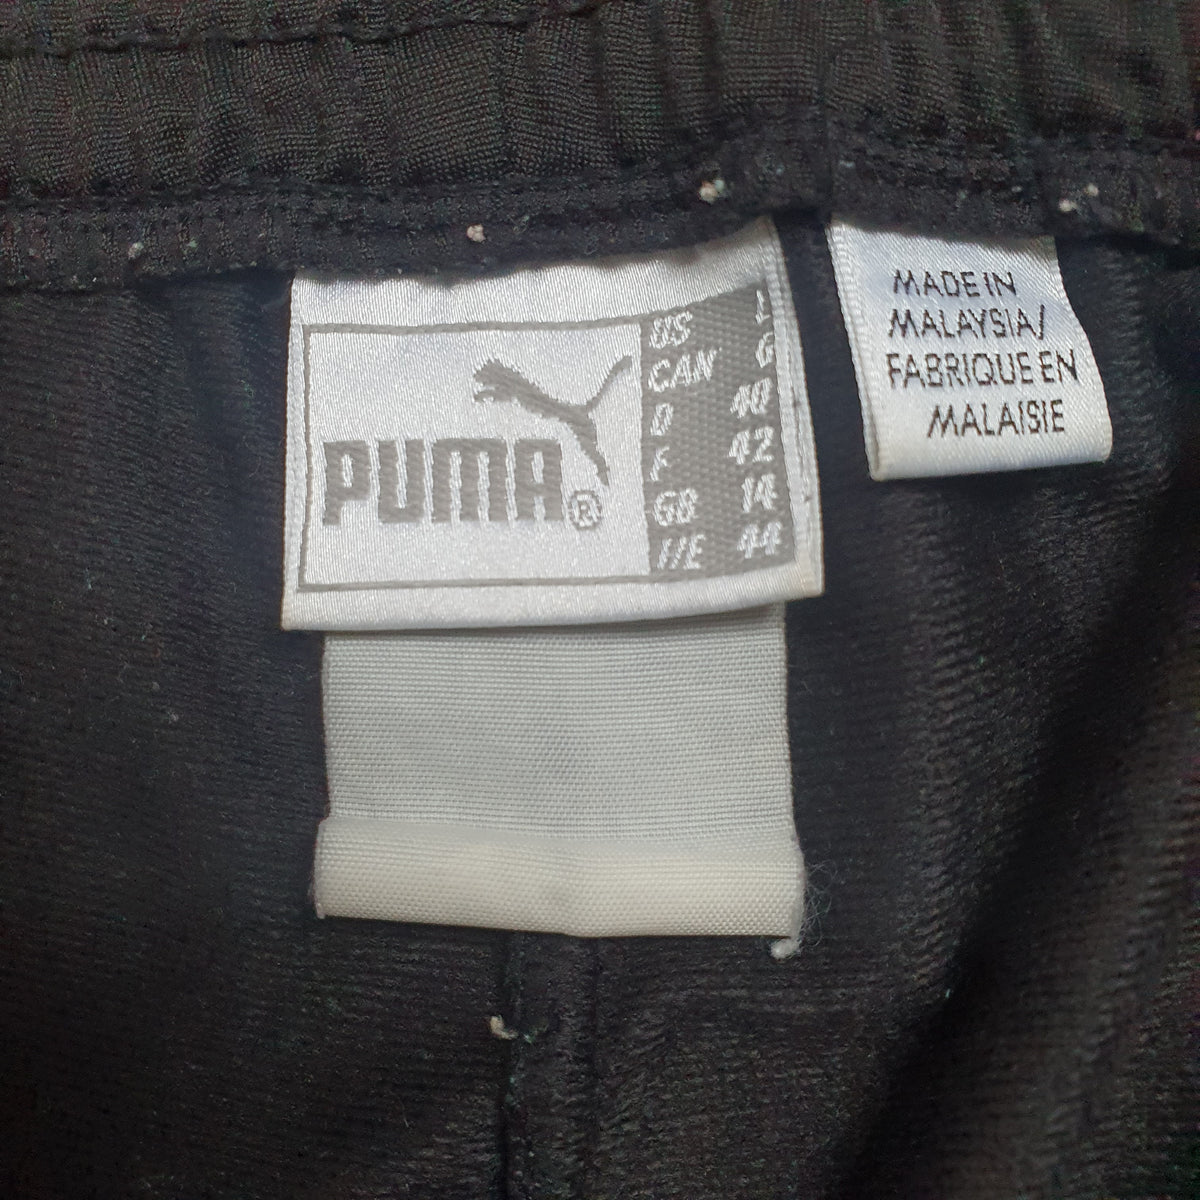 PUMA®
US L
CAN G
D 40
F 42
GB 14
I/E 44
MADE IN
MALAYSIA/
FABRIQUE EN
MALAISIE